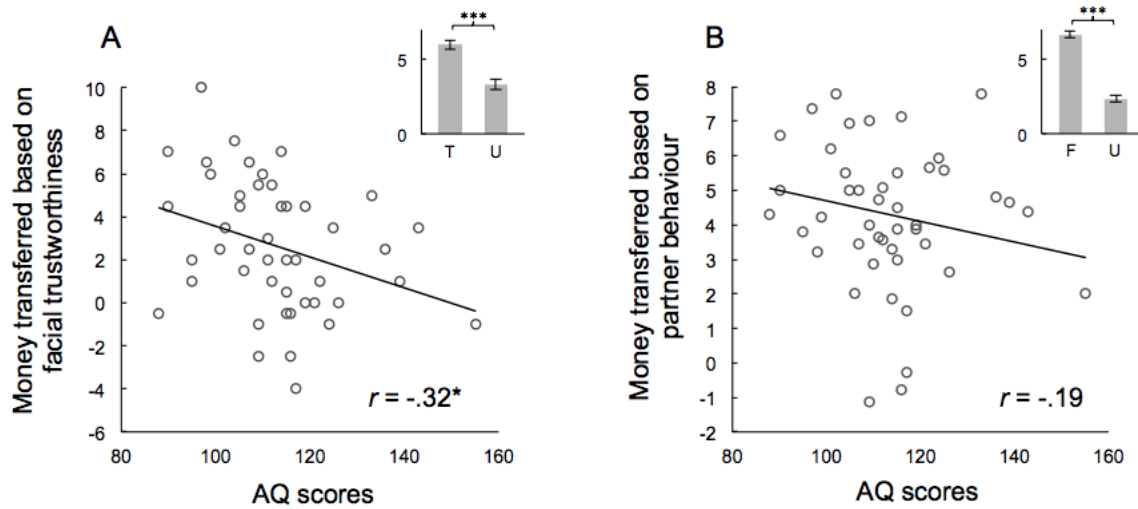 A
***
5
0
T U
Money transferred based on
facial trustworthiness
10
8
6
4
2
0
-2
-4
-6
80 100 120 140 160
r = -.32*
AQ scores
B
***
5
0
F U
Money transferred based on
partner behaviour
8
7
6
5
4
3
2
1
0
-1
-2
80 100 120 140 160
r = -.19
AQ scores